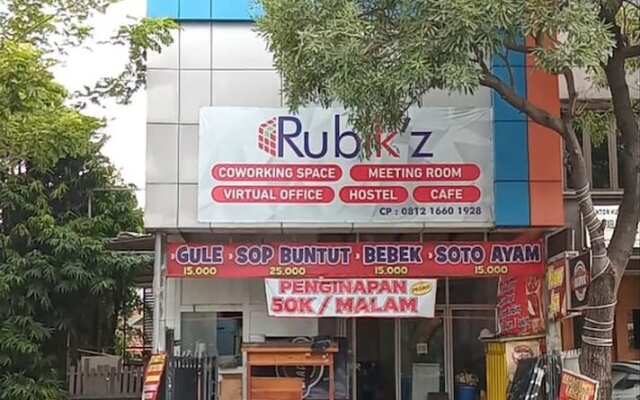 Rubik'z
COWORKING SPACE MEETING ROOM
VIRTUAL OFFICE HOSTEL CAFE
CP : 0812 1660 1928
GULE SOP BUNTUT BEBEK SOTO AYAM
15.000 25.000 15.000 15.000
PENGINAPAN
50K / MALAM